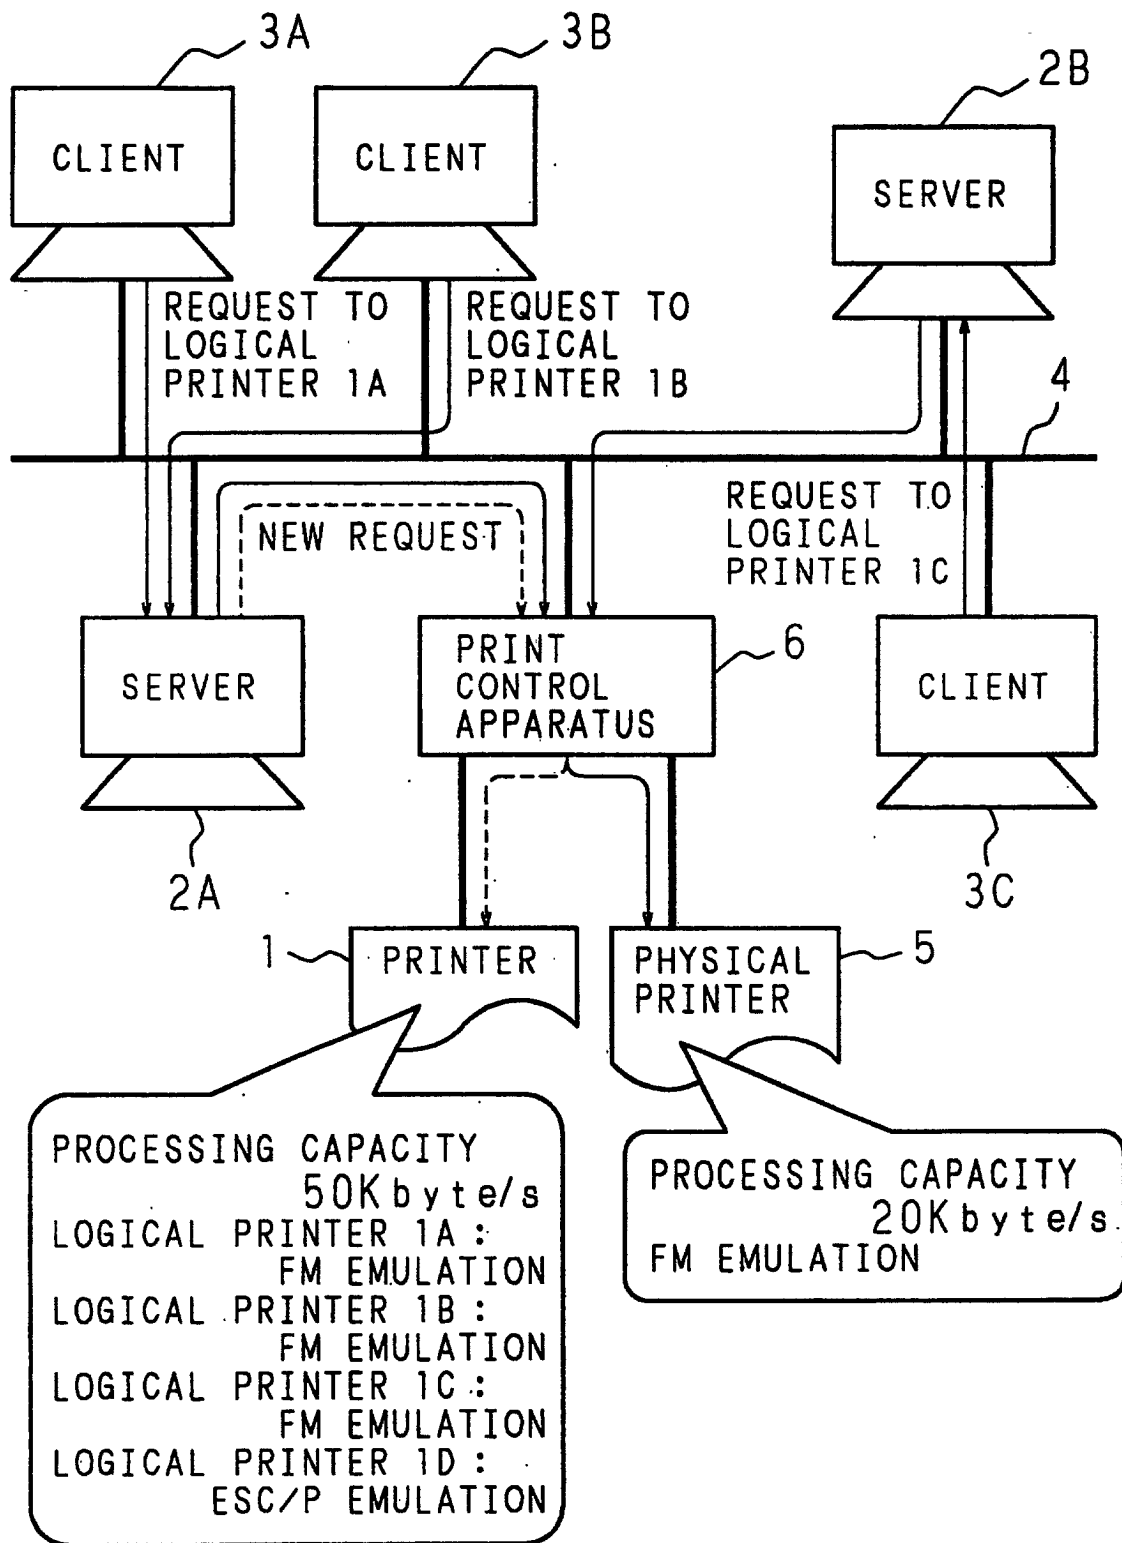 3A
3B
2B
CLIENT
CLIENT
SERVER
REQUEST TO
LOGICAL
PRINTER 1A
REQUEST TO
LOGICAL
PRINTER 1B
4
NEW REQUEST
REQUEST TO
LOGICAL
PRINTER 1C
SERVER
PRINT
CONTROL
APPARATUS
6
CLIENT
2A
3C
1
PRINTER
PHYSICAL
PRINTER
5
PROCESSING CAPACITY
50Kbyte/s
LOGICAL PRINTER 1A:
FM EMULATION
LOGICAL PRINTER 1B:
FM EMULATION
LOGICAL PRINTER 1C:
FM EMULATION
LOGICAL PRINTER 1D:
ESC/P EMULATION
PROCESSING CAPACITY
20Kbyte/s
FM EMULATION